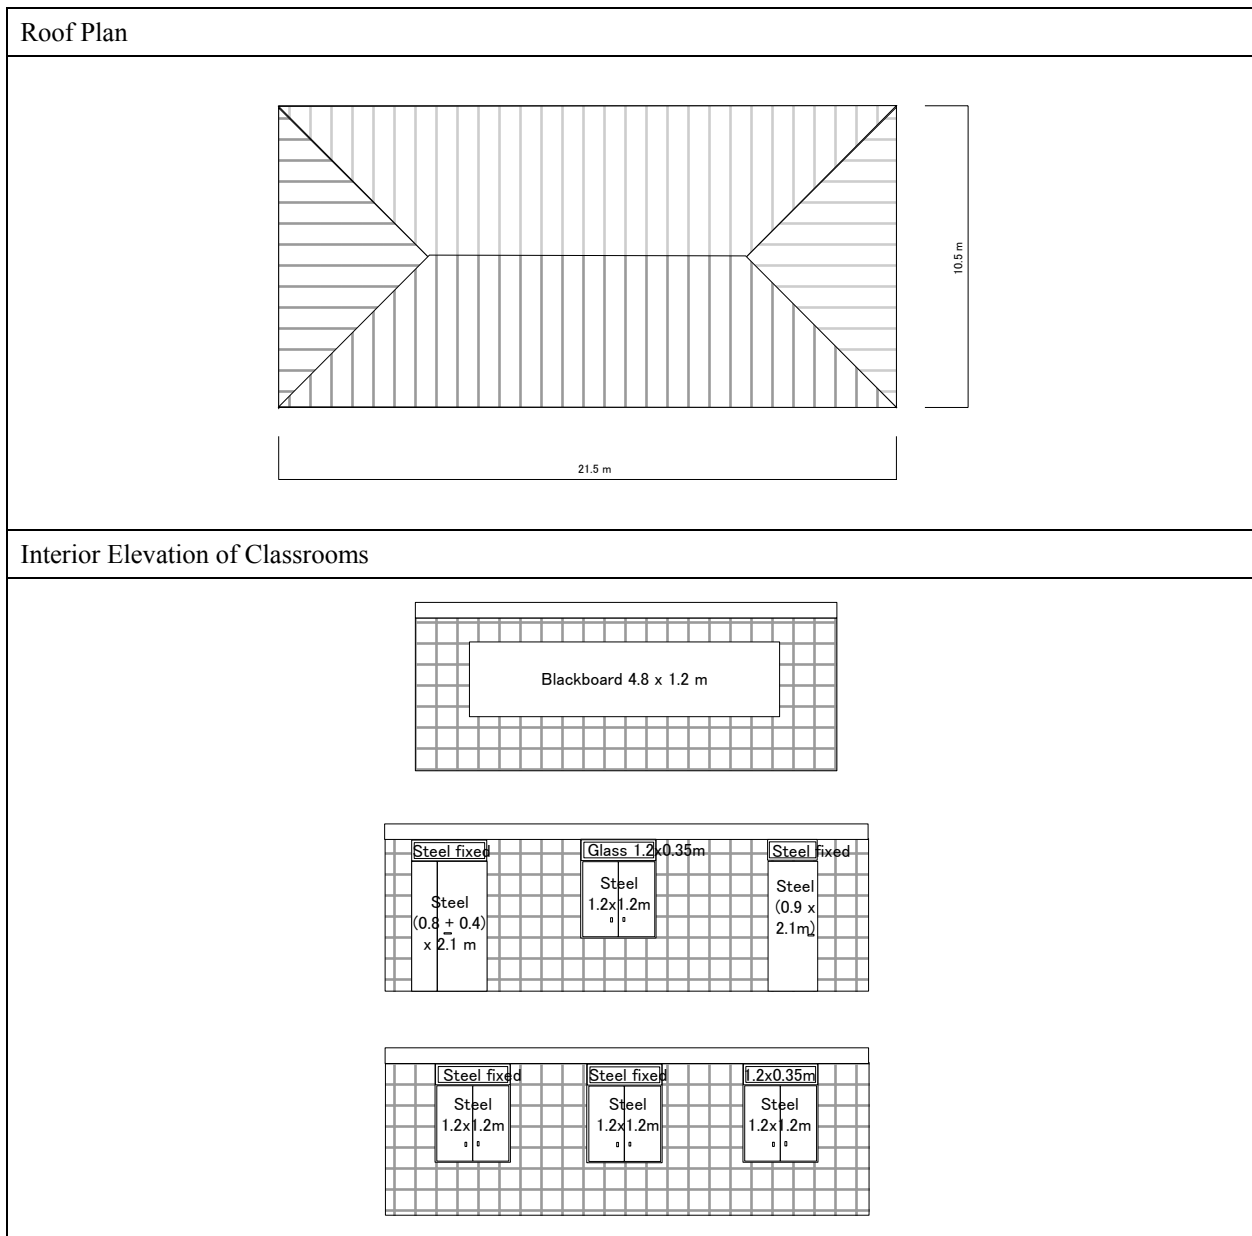 Roof Plan
10.5 m
21.5 m
Interior Elevation of Classrooms
Blackboard 4.8 x 1.2 m
Steel fixed
Glass 1.2x0.35m
Steel fixed
Steel
(0.8 + 0.4)
x 2.1 m
Steel
1.2x1.2m
Steel
(0.9 x
2.1m)
Steel fixed
Steel fixed
1.2x0.35m
Steel
1.2x1.2m
Steel
1.2x1.2m
Steel
1.2x1.2m